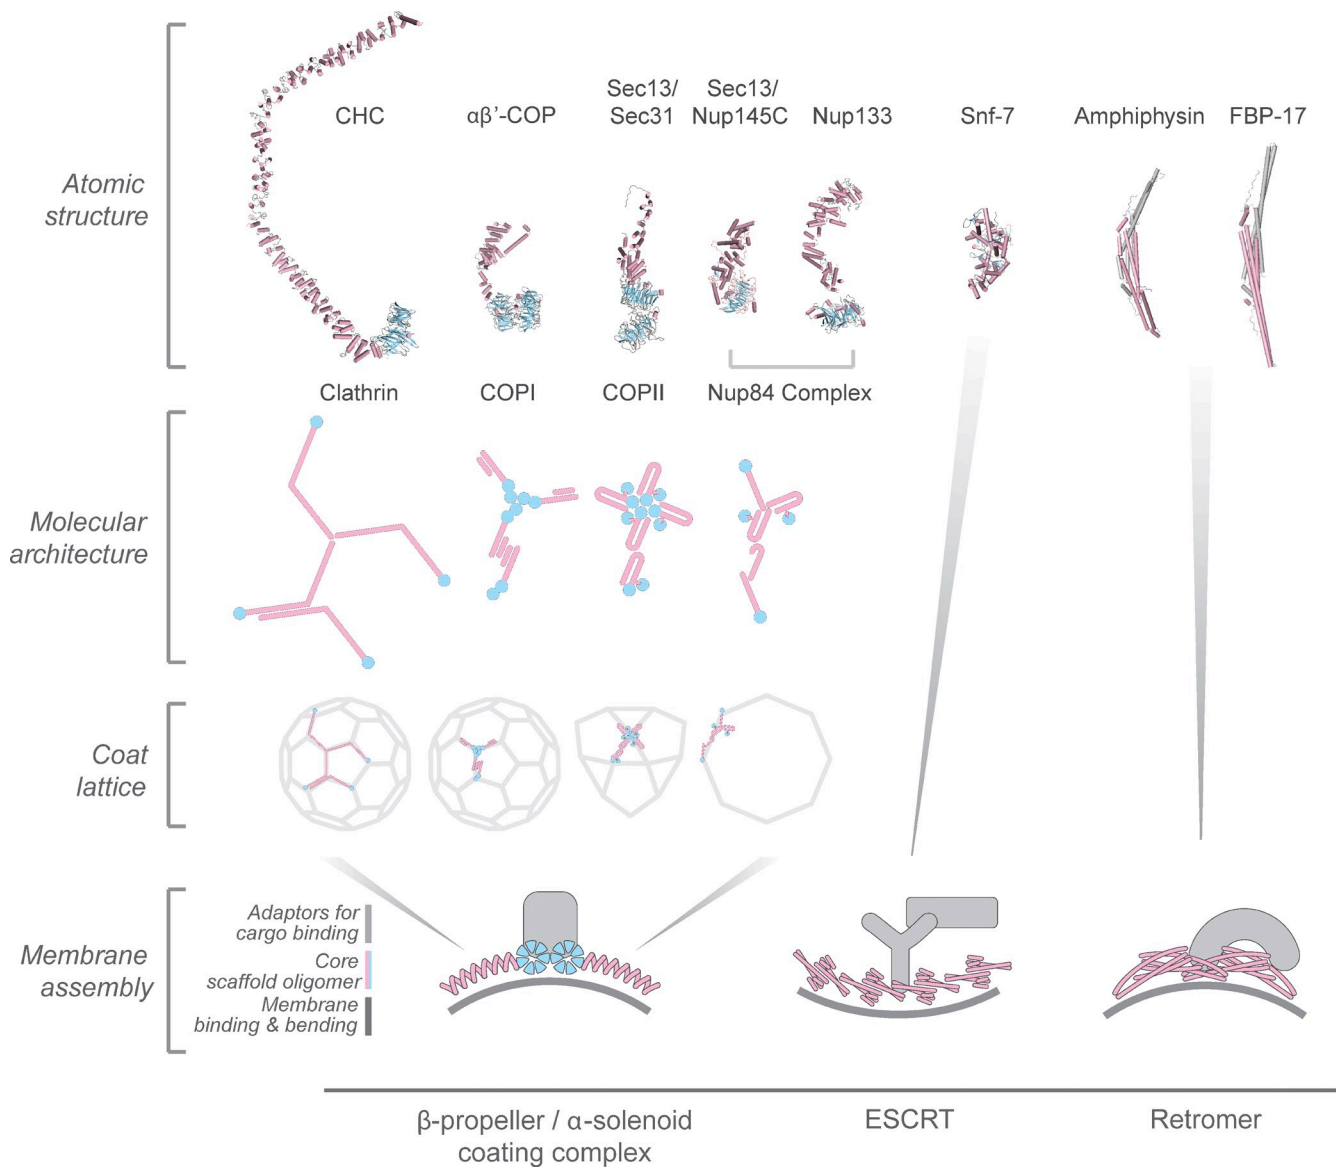 Atomic
structure
CHC
αβ’-COP
Sec13/
Sec31
Sec13/
Nup145C
Nup133
Snf-7
Amphiphysin
FBP-17
Clathrin
COPI
COPII
Nup84 Complex
Molecular
architecture
Coat
lattice
Membrane
assembly
Adaptors for
cargo binding
Core
scaffold oligomer
Membrane
binding & bending
β-propeller / α-solenoid
coating complex
ESCRT
Retromer